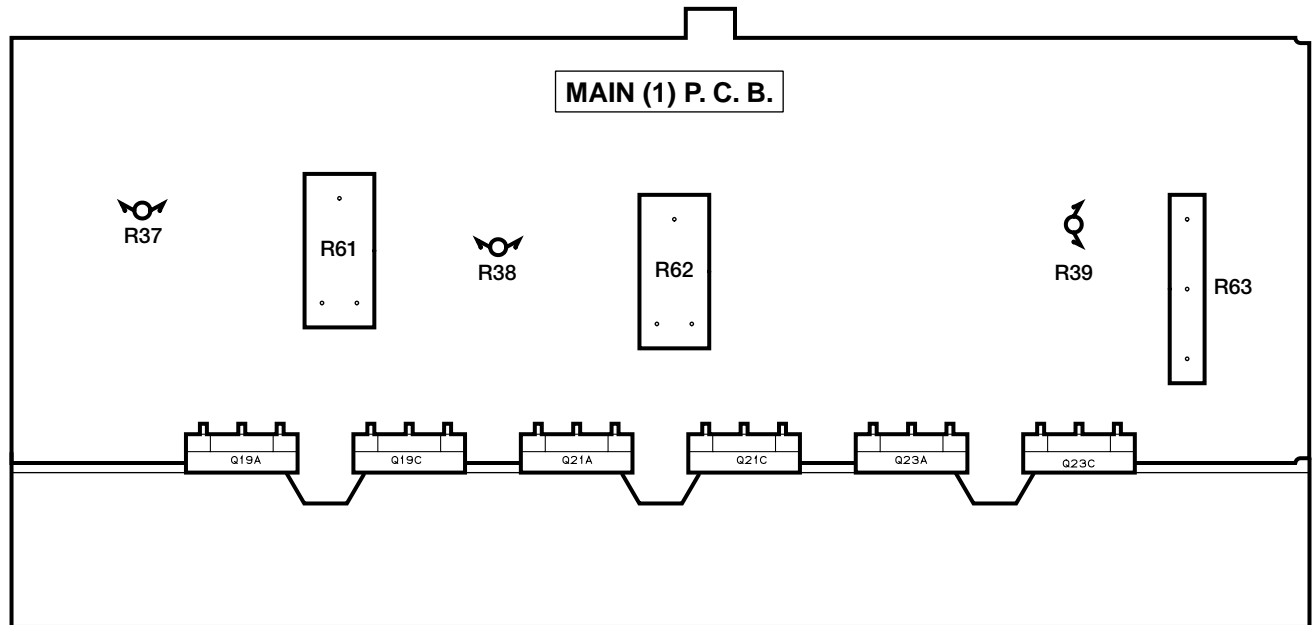 MAIN (1) P. C. B.
R37
R61
R38
R62
R39
R63
Q19A
Q19C
Q21A
Q21C
Q23A
Q23C